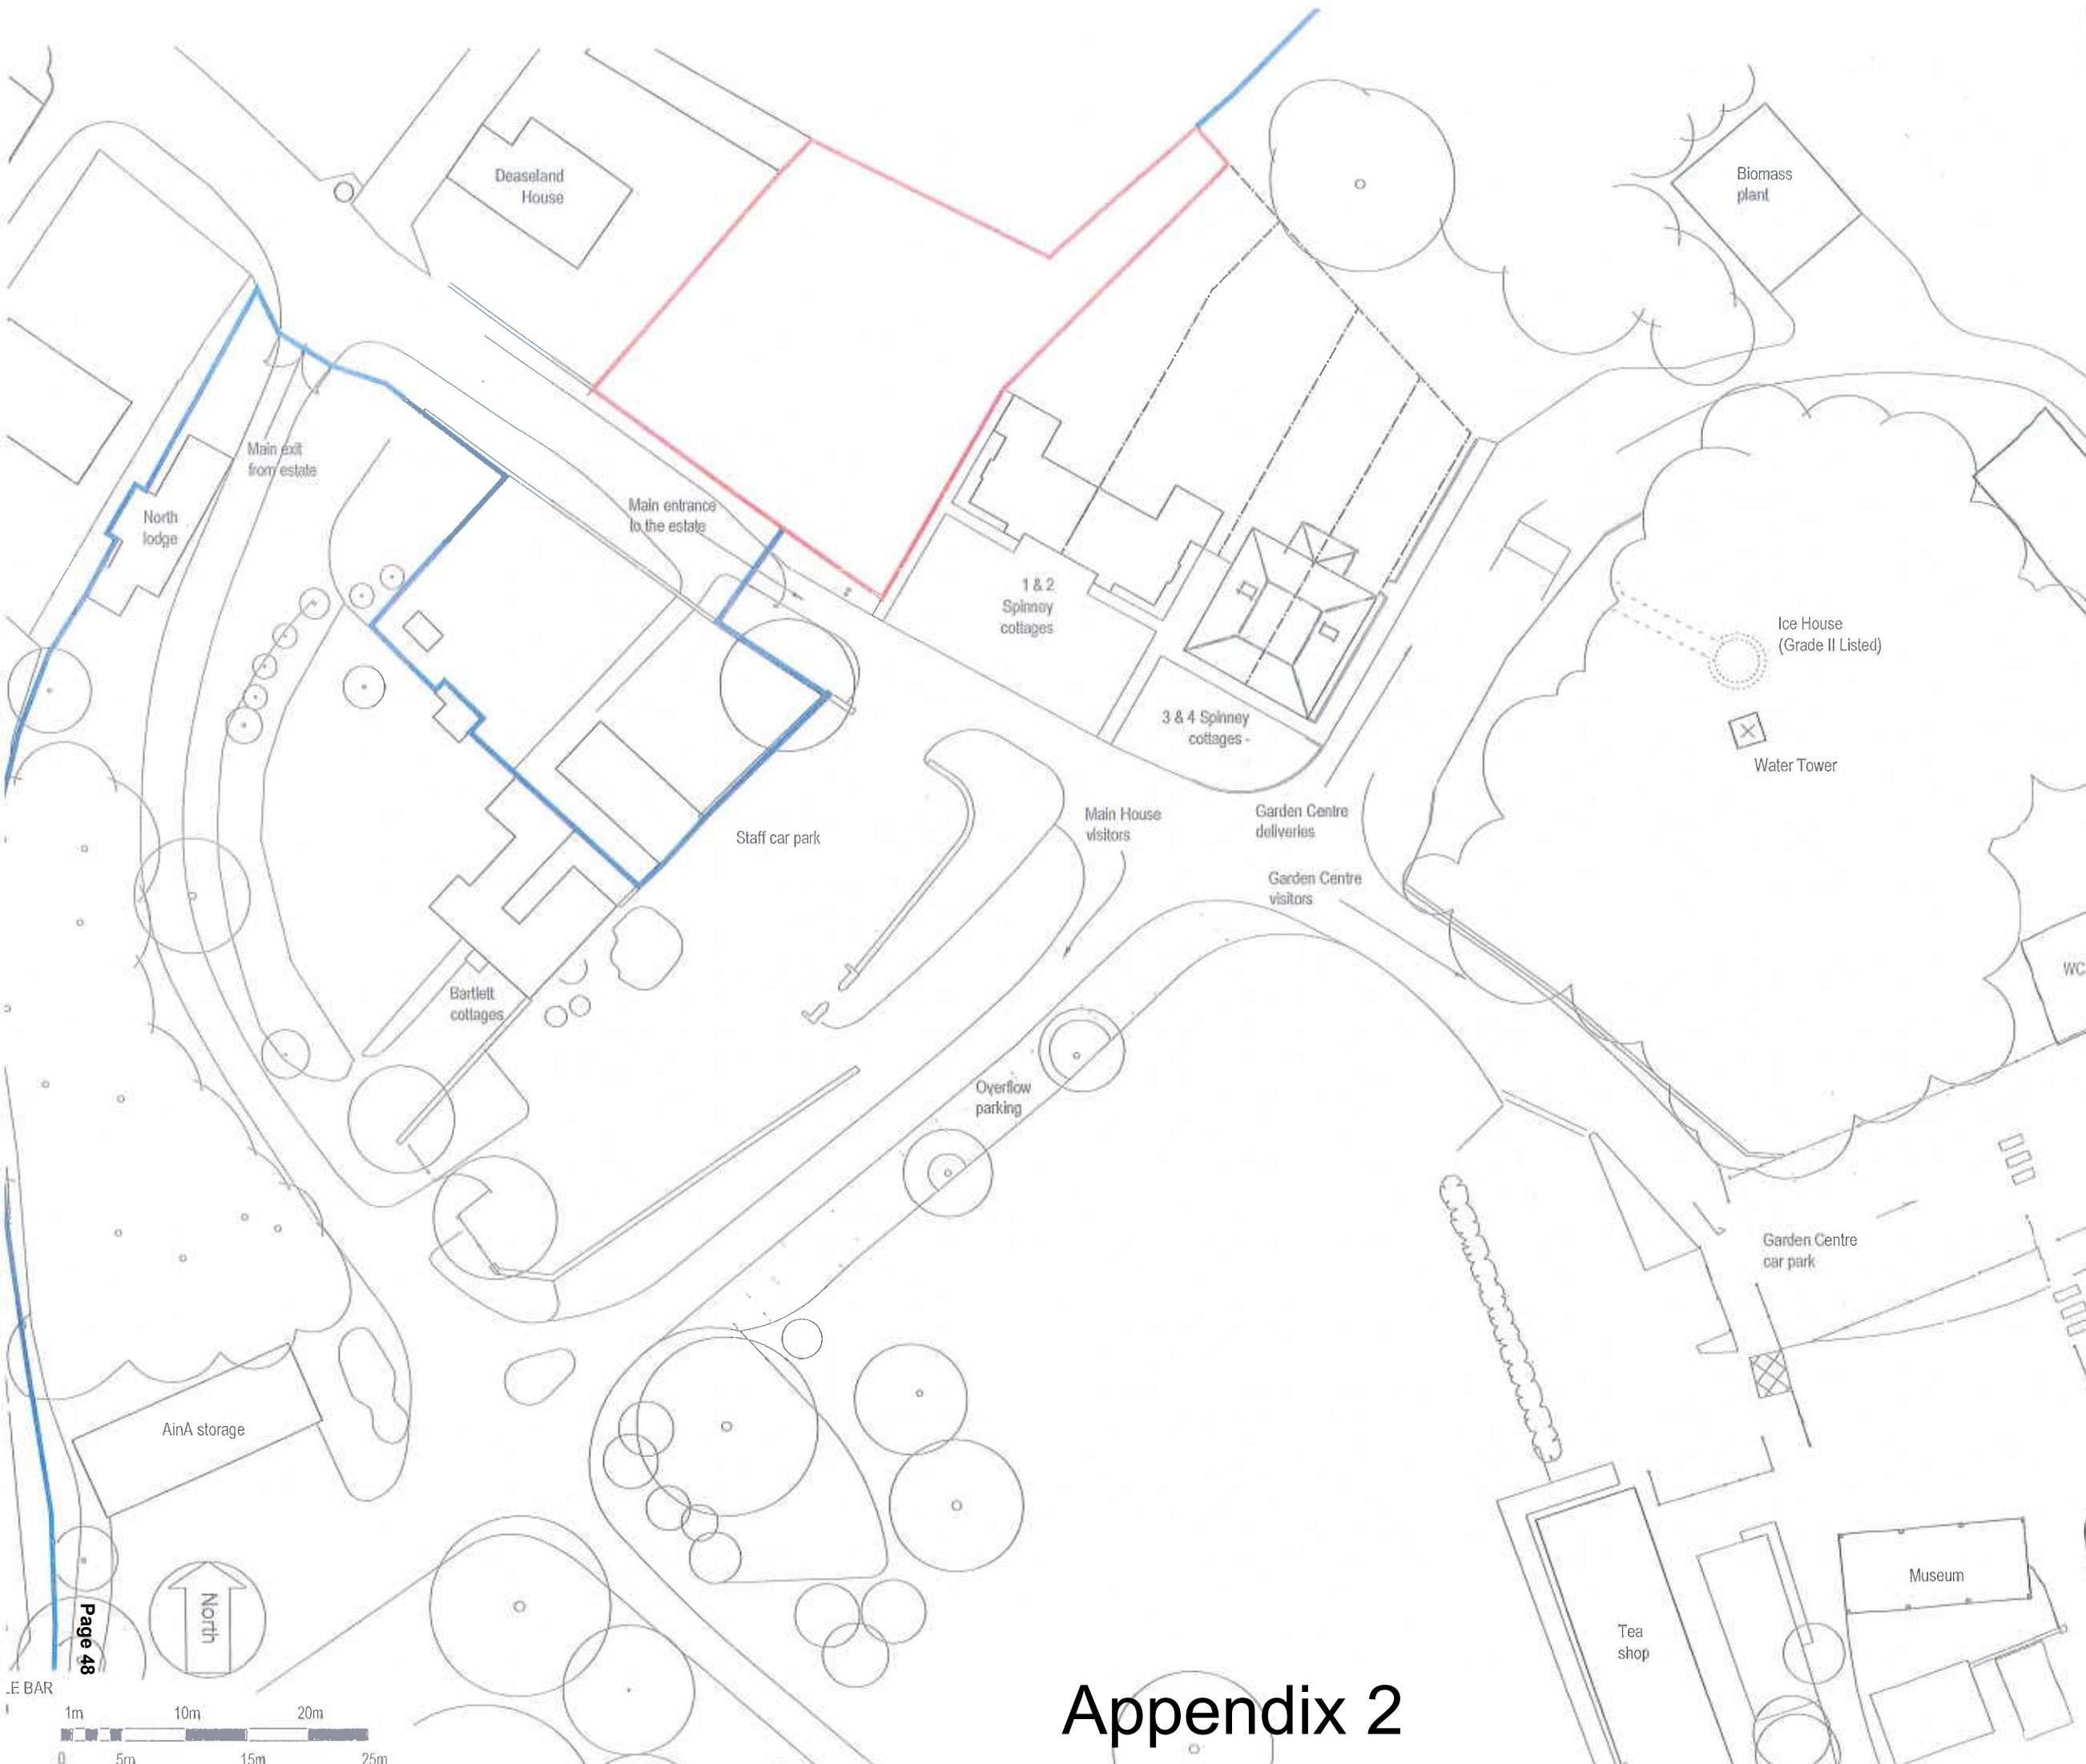 Deaseland
House
Biomass
plant
Main exit
from estate
North
lodge
Main entrance
to the estate
1 & 2
Spinney
cottages
Ice House
(Grade II Listed)
3 & 4 Spinney
cottages -
Water Tower
Main House
visitors
Garden Centre
deliveries
Staff car park
Garden Centre
visitors
WC
Bartlett
cottages
Overflow
parking
Garden Centre
car park
AinA storage
Museum
Tea
shop
North
Page 48
LE BAR
1m 10m 20m
0 5m 15m 25m
Appendix 2